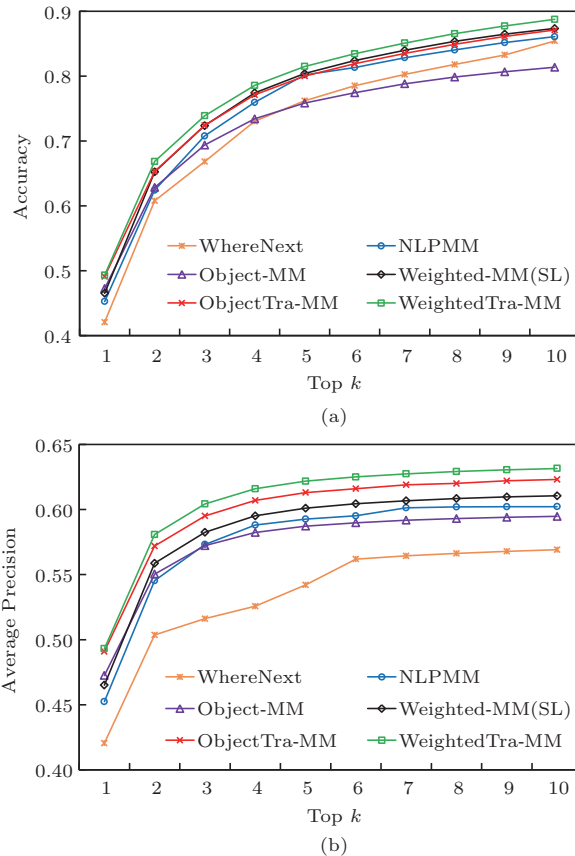 0.9
0.8
0.7
0.6
0.5
0.4
Accuracy
WhereNext NLPMM
Object-MM Weighted-MM(SL)
ObjectTra-MM WeightedTra-MM
1 2 3 4 5 6 7 8 9 10
Top k
(a)
0.65
0.60
0.55
0.50
0.45
0.40
Average Precision
WhereNext NLPMM
Object-MM Weighted-MM(SL)
ObjectTra-MM WeightedTra-MM
1 2 3 4 5 6 7 8 9 10
Top k
(b)